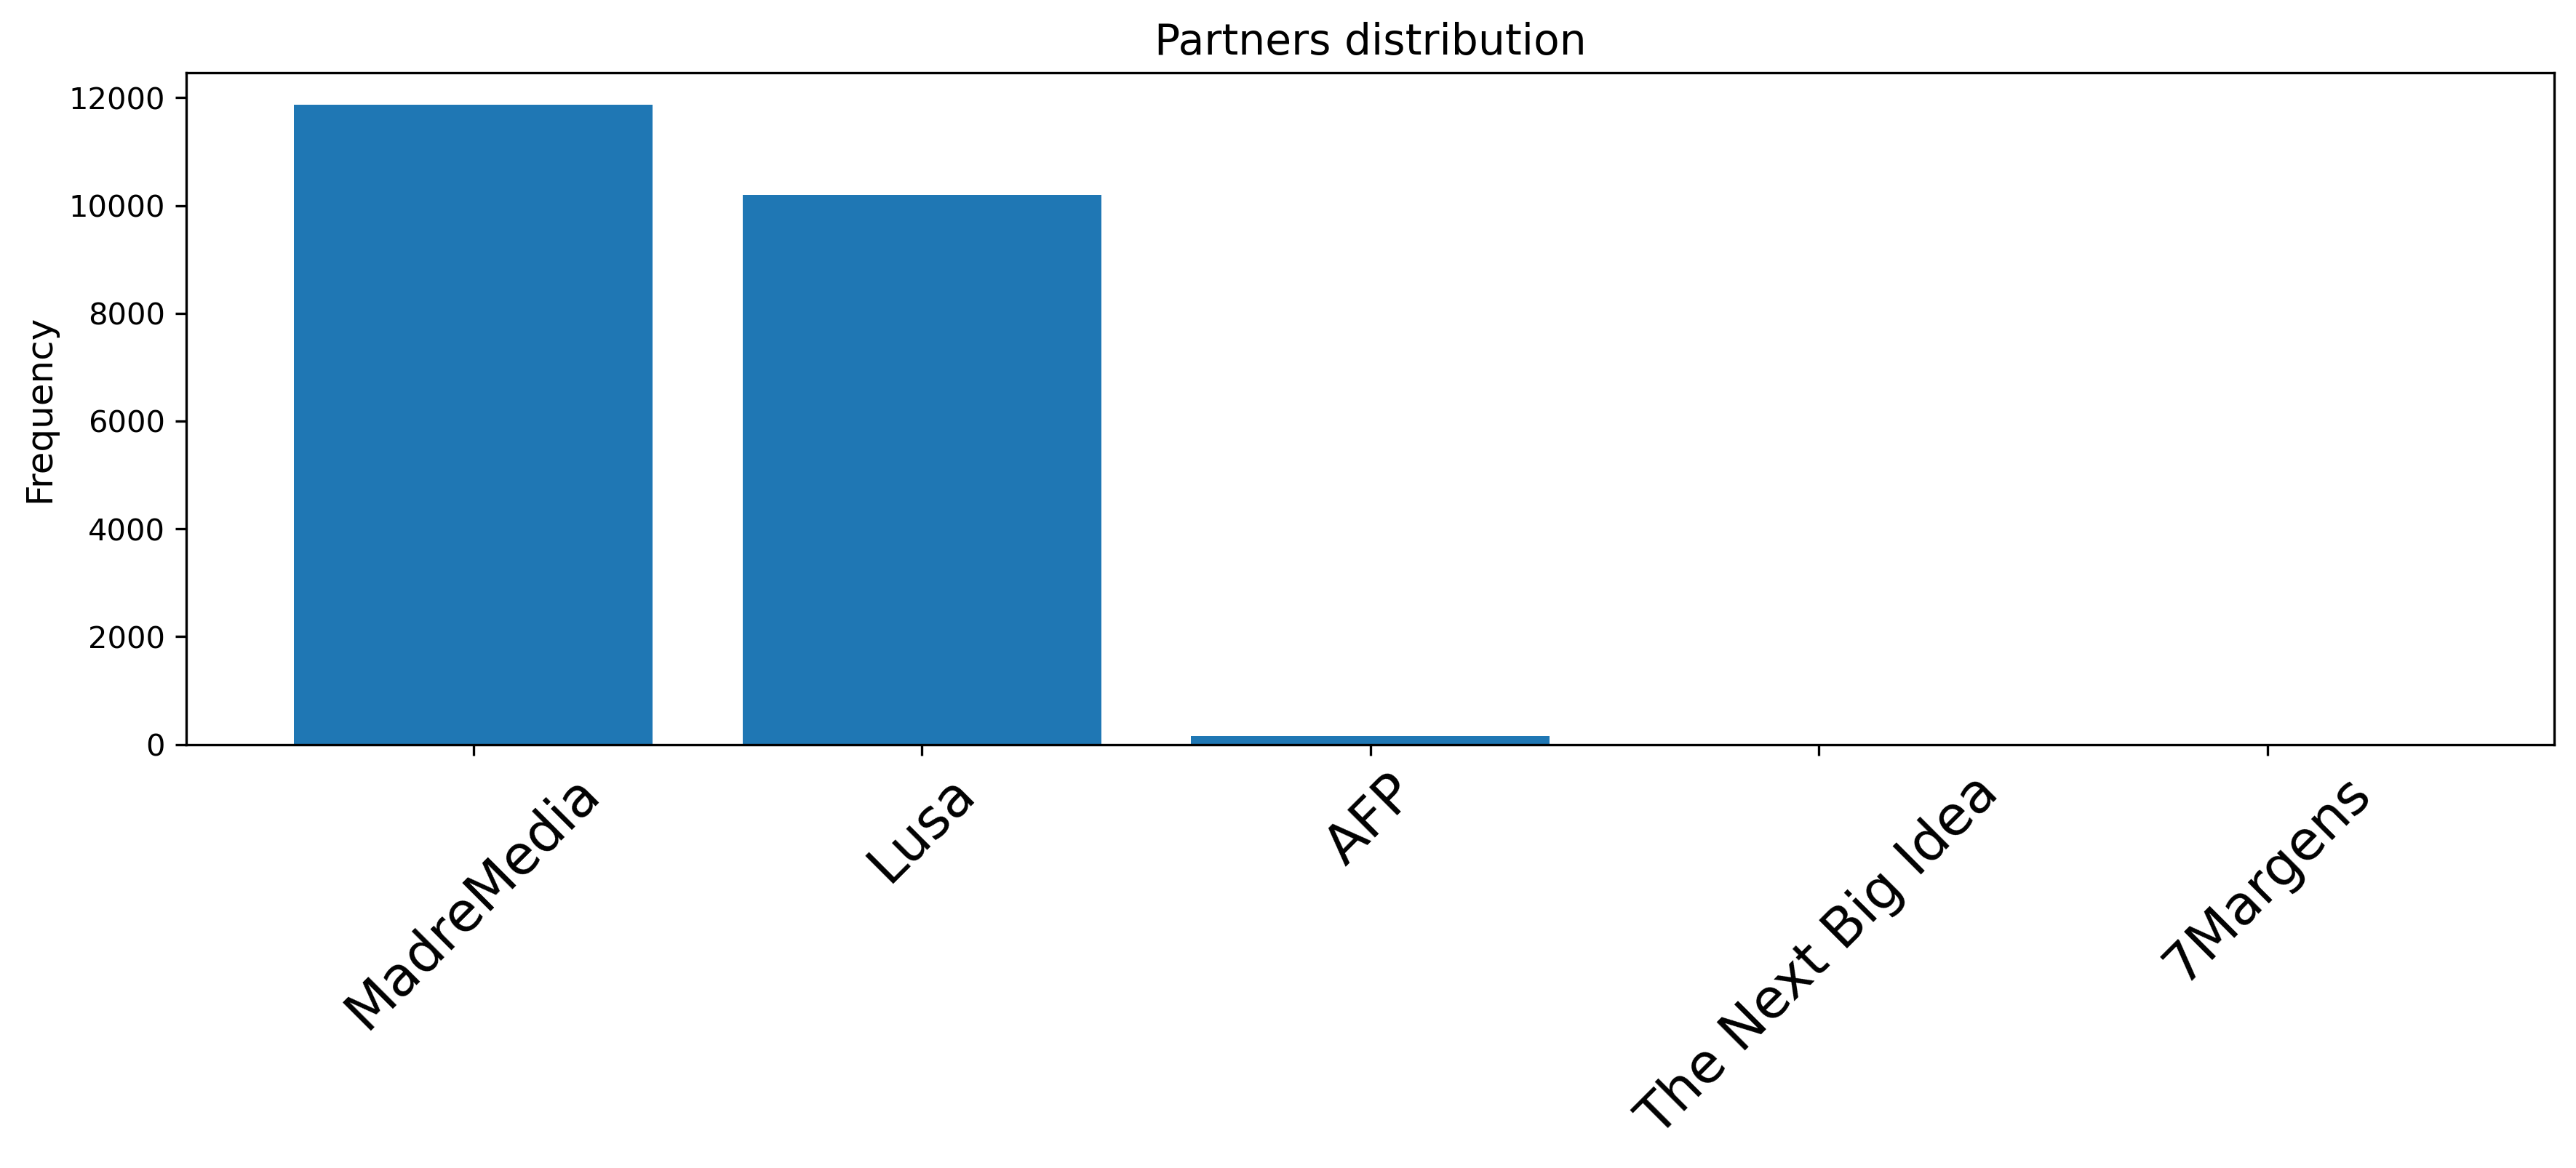 Partners distribution
Frequency
12000
10000
8000
6000
4000
2000
0
MadreMedia
Lusa
AFP
The Next Big Idea
7Margens